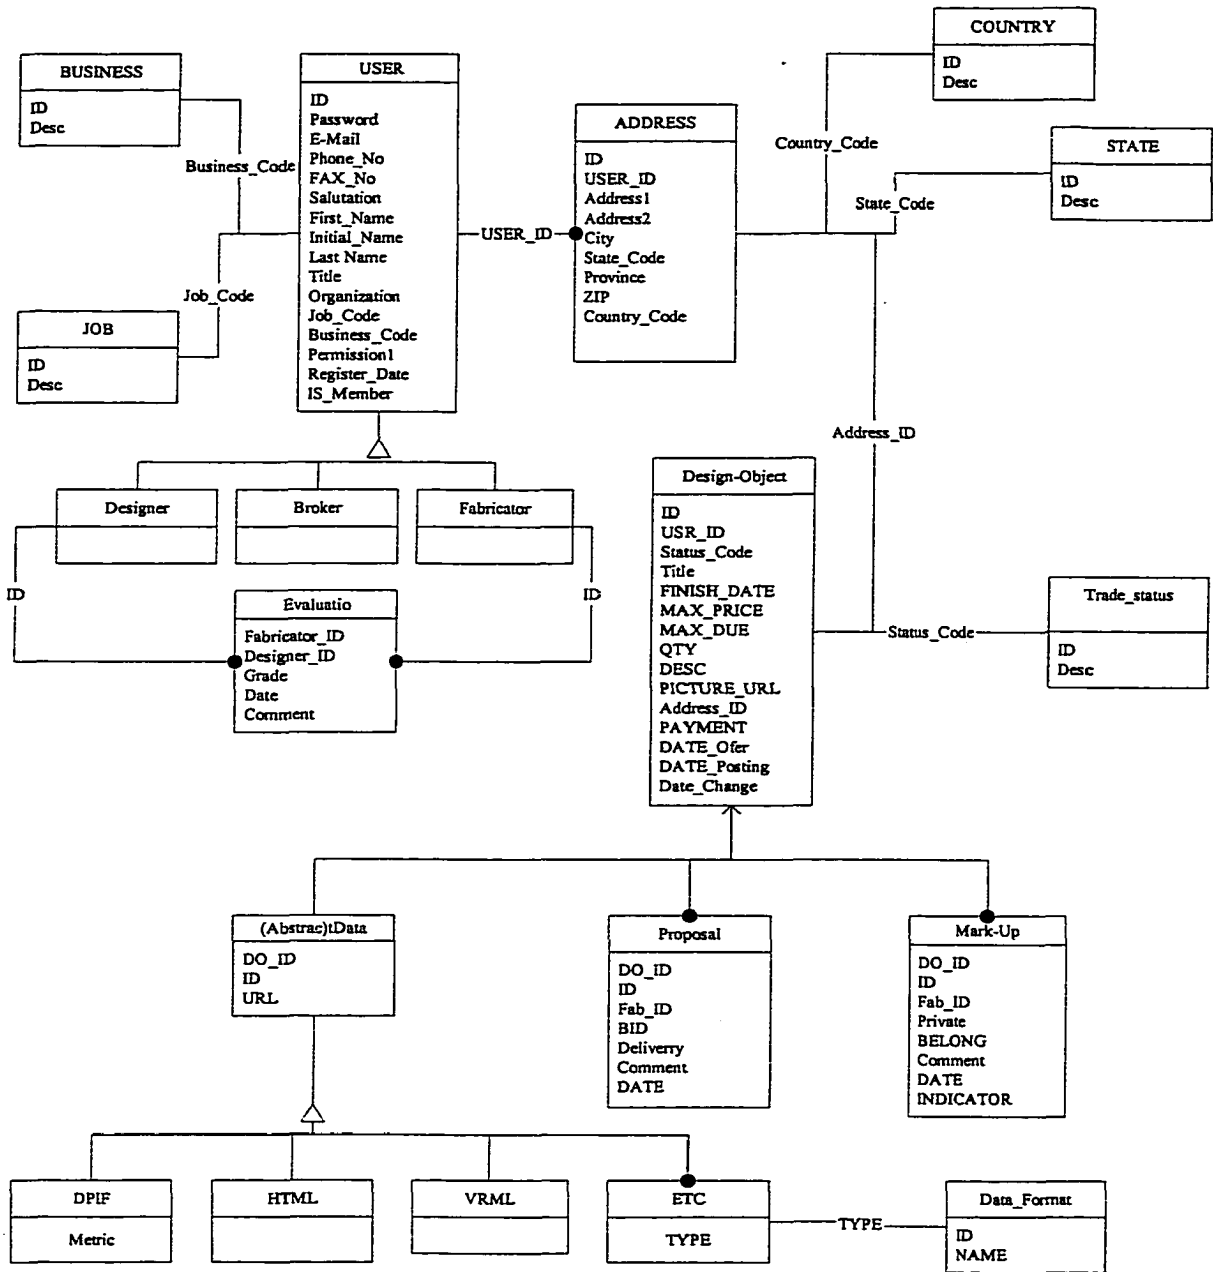 COUNTRY
ID
Desc
BUSINESS
ID
Desc
USER
ID
Password
E-Mail
Phone_No
FAX_No
Salutation
First_Name
Initial_Name
Last Name
Title
Organization
Job_Code
Business_Code
Permission1
Register_Date
IS_Member
ADDRESS
ID
USER_ID
Address1
Address2
City
State_Code
Province
ZIP
Country_Code
STATE
ID
Desc
Country_Code
State_Code
Business_Code
USER_ID
Job_Code
JOB
ID
Desc
Address_ID
Designer
Broker
Fabricator
ID
ID
Evaluatio
Fabricator_ID
Designer_ID
Grade
Date
Comment
Design-Object
ID
USR_ID
Status_Code
Title
FINISH_DATE
MAX_PRICE
MAX_DUE
QTY
DESC
PICTURE_URL
Address_ID
PAYMENT
DATE_Ofer
DATE_Posting
Date_Change
Status_Code
Trade_status
ID
Desc
(Abstrac)tData
DO_ID
ID
URL
Proposal
DO_ID
ID
Fab_ID
BID
Deliverry
Comment
DATE
Mark-Up
DO_ID
ID
Fab_ID
Private
BELONG
Comment
DATE
INDICATOR
DPIF
Metric
HTML
VRML
ETC
TYPE
TYPE
Data_Format
ID
NAME